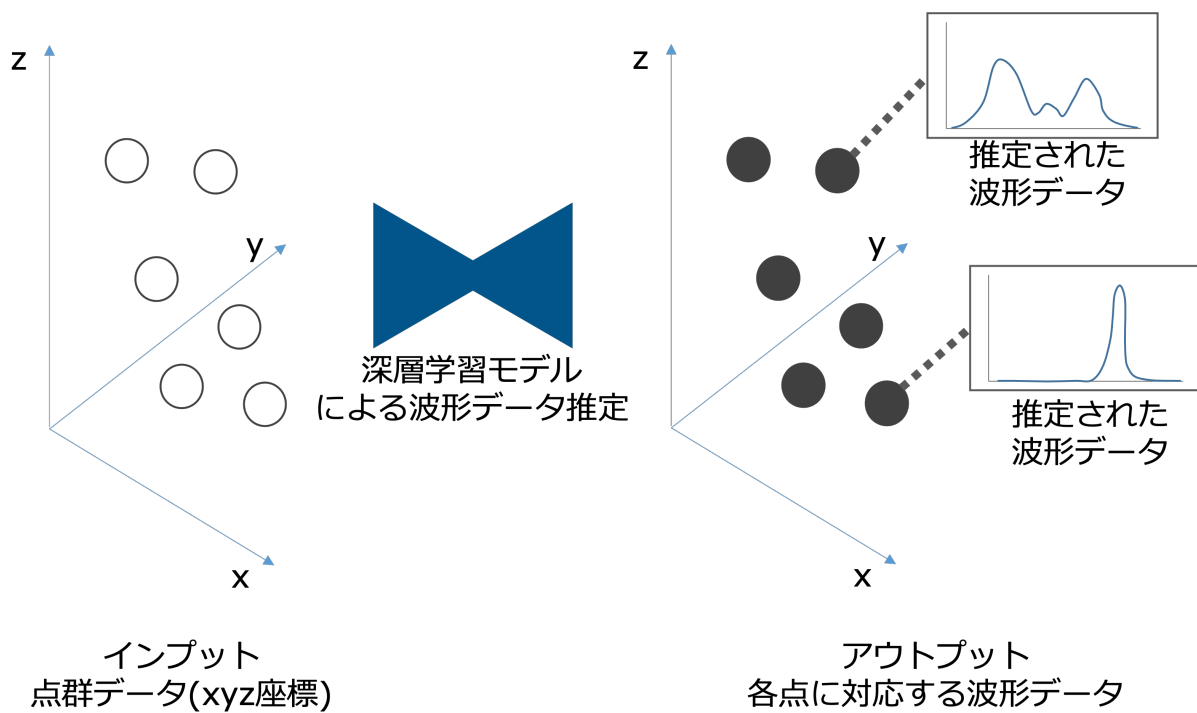 z
y
x
インプット
点群データ(xyz座標)
深層学習モデル
による波形データ推定
z
y
x
推定された
波形データ
推定された
波形データ
アウトプット
各点に対応する波形データ